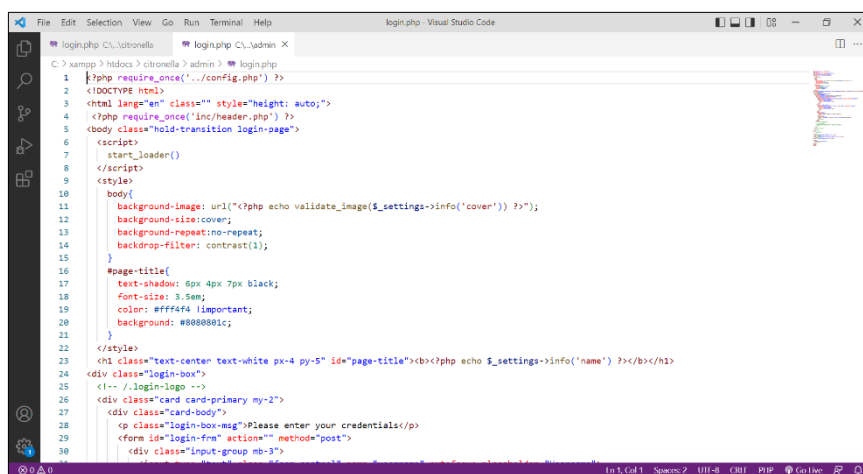 File Edit Selection View Go Run Terminal Help login.php - Visual Studio Code
login.php C:\...\citronella login.php C:\...\admin
C: > xampp > htdocs > citronella > admin > login.php
1 <?php require_once('../config.php') ?>
2 <!DOCTYPE html>
3 <html lang="en" class="" style="height: auto;">
4 <?php require_once('inc/header.php') ?>
5 <body class="hold-transition login-page">
6 <script>
7 start_loader()
8 </script>
9 <style>
10 body{
11 background-image: url("<?php echo validate_image($_settings->info('cover')) ?>");
12 background-size:cover;
13 background-repeat:no-repeat;
14 backdrop-filter: contrast(1);
15 }
16 #page-title{
17 text-shadow: 6px 4px 7px black;
18 font-size: 3.5em;
19 color: #fff4f4 !important;
20 background: #8080801c;
21 }
22 </style>
23 <h1 class="text-center text-white px-4 py-5" id="page-title"><b><?php echo $_settings->info('name') ?></b></h1>
24 <div class="login-box">
25 <!-- /.login-logo -->
26 <div class="card card-primary my-2">
27 <div class="card-body">
28 <p class="login-box-msg">Please enter your credentials</p>
29 <form id="login-frm" action="" method="post">
30 <div class="input-group mb-3">
0 0 Ln 1, Col 1 Spaces: 2 UTF-8 CRLF PHP Go Live